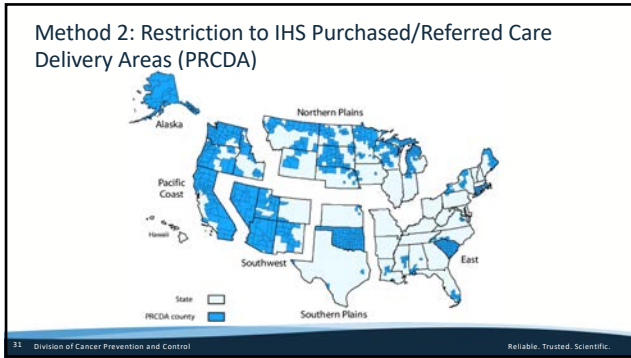 Method 2: Restriction to IHS Purchased/Referred Care
Delivery Areas (PRCDA)
Northern Plains
Alaska
Pacific
Coast
Hawaii
Southwest
East
State
PRCDA county
Southern Plains
31 Division of Cancer Prevention and Control Reliable. Trusted. Scientific.